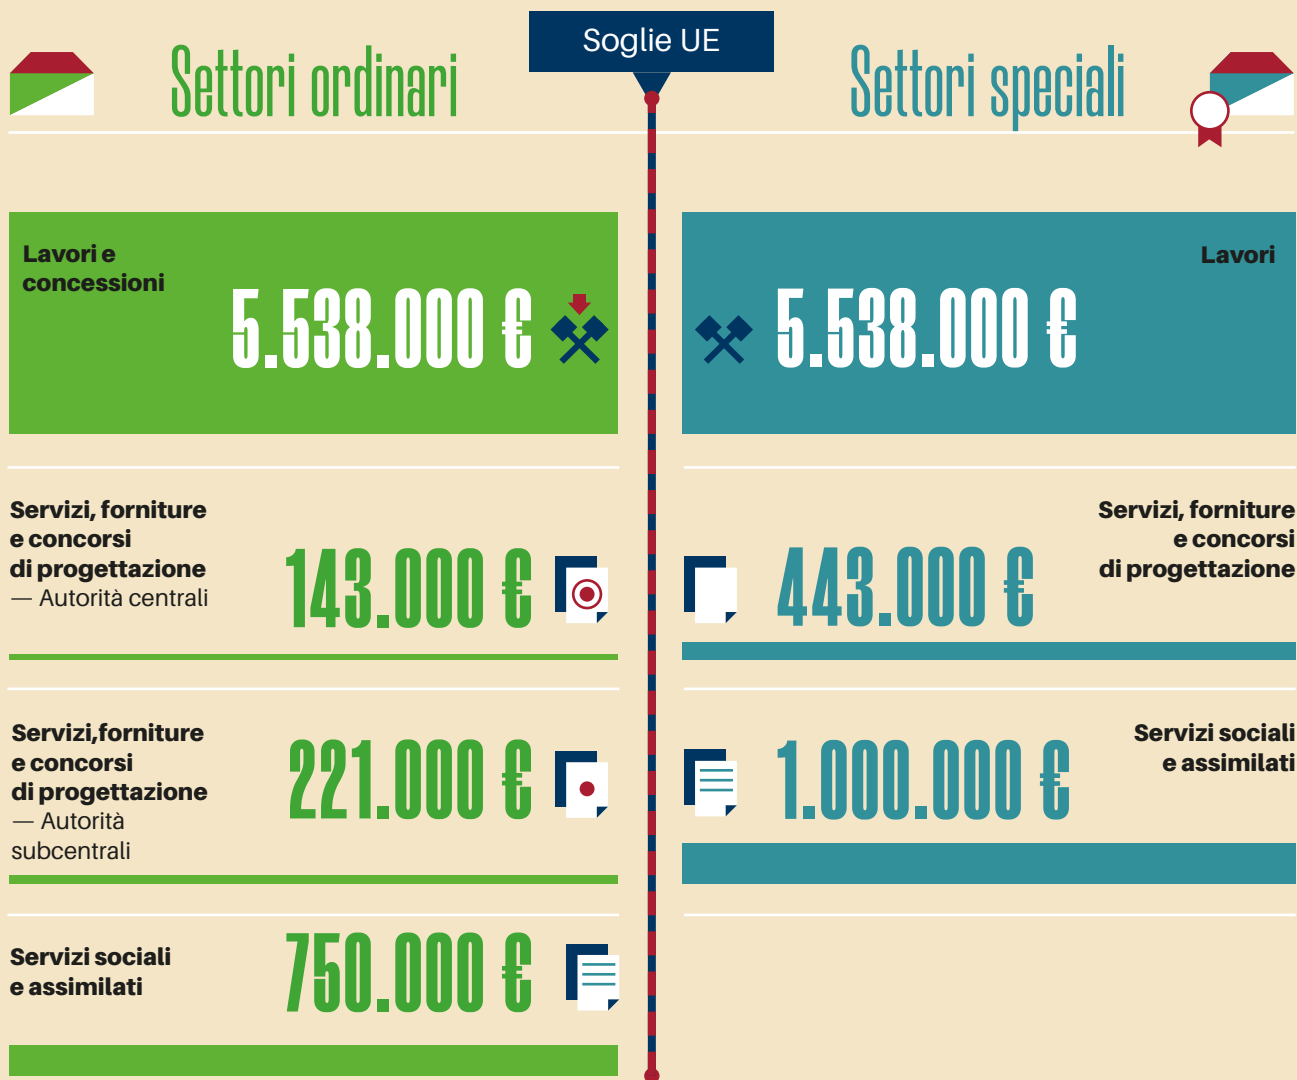 Soglie UE
Settori ordinari
Lavori e
concessioni
5.538.000 €
Servizi, forniture
e concorsi
di progettazione
— Autorità centrali
143.000 €
Servizi,forniture
e concorsi
di progettazione
— Autorità
subcentrali
221.000 €
Servizi sociali
e assimilati
750.000 €
Settori speciali
Lavori
5.538.000 €
Servizi, forniture
e concorsi
di progettazione
443.000 €
Servizi sociali
e assimilati
1.000.000 €